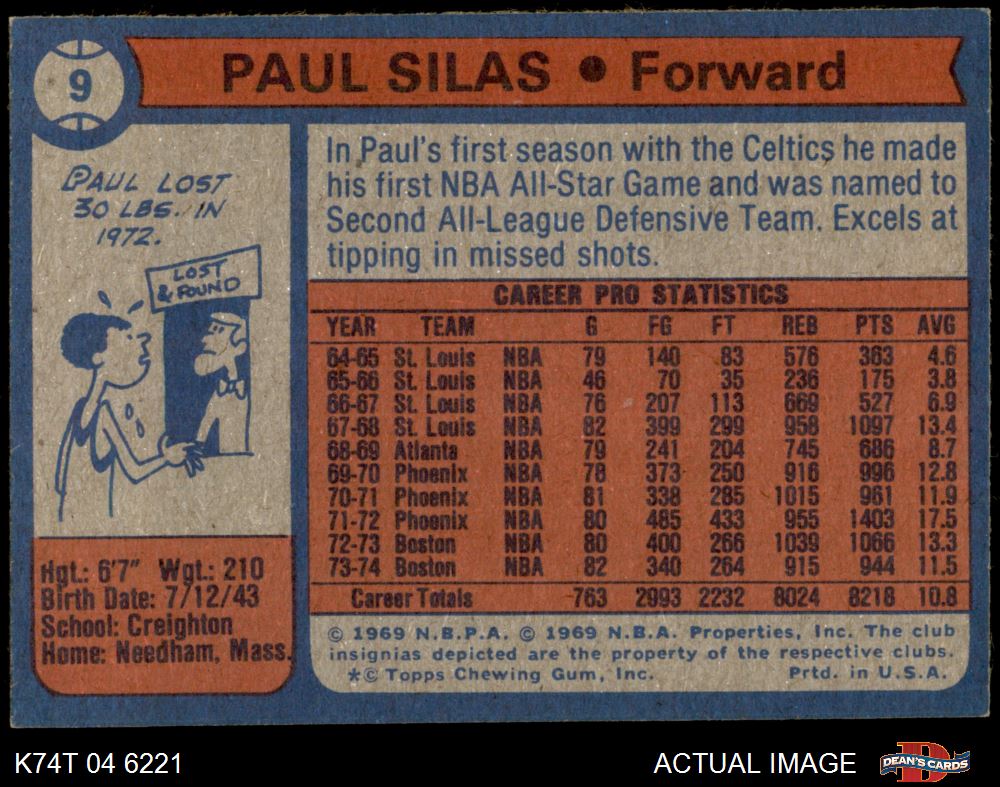 9
PAUL SILAS • Forward
PAUL LOST
30 LBS. IN
1972.
LOST
& FOUND
In Paul's first season with the Celtics he made
his first NBA All-Star Game and was named to
Second All-League Defensive Team. Excels at
tipping in missed shots.
CAREER PRO STATISTICS
YEAR TEAM G FG FT REB PTS AVG
64-65 St. Louis NBA 79 140 83 576 363 4.6
65-66 St. Louis NBA 46 70 35 236 175 3.8
66-67 St. Louis NBA 76 207 113 669 527 6.9
67-68 St. Louis NBA 82 399 299 958 1097 13.4
68-69 Atlanta NBA 79 241 204 745 686 8.7
69-70 Phoenix NBA 78 373 250 916 996 12.8
70-71 Phoenix NBA 81 338 285 1015 961 11.9
71-72 Phoenix NBA 80 485 433 955 1403 17.5
72-73 Boston NBA 80 400 266 1039 1066 13.3
73-74 Boston NBA 82 340 264 915 944 11.5
Career Totals 763 2993 2232 8024 8218 10.8
Hgt.: 6'7" Wgt.: 210
Birth Date: 7/12/43
School: Creighton
Home: Needham, Mass.
© 1969 N.B.P.A. © 1969 N.B.A. Properties, Inc. The club
insignias depicted are the property of the respective clubs.
*© Topps Chewing Gum, Inc. Prtd. in U.S.A.
K74T 04 6221
ACTUAL IMAGE
D
DEAN'S CARDS